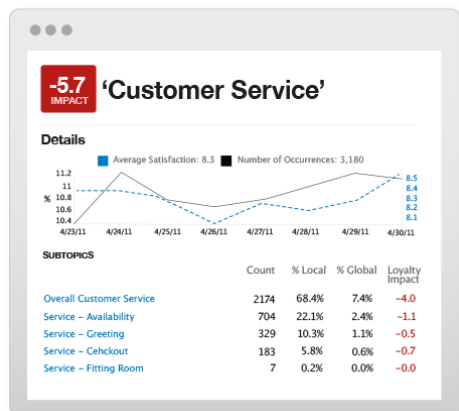 -5.7
IMPACT
‘Customer Service’
Details
Average Satisfaction: 8.3 Number of Occurrences: 3,180
11.2
11
10.8
10.6
10.4
%
8.5
8.4
8.3
8.2
8.1
4/23/11 4/24/11 4/25/11 4/26/11 4/27/11 4/28/11 4/29/11 4/30/11
SUBTOPICS
Count % Local % Global Loyalty
Impact
Overall Customer Service 2174 68.4% 7.4% -4.0
Service - Availability 704 22.1% 2.4% -1.1
Service - Greeting 329 10.3% 1.1% -0.5
Service - Cehckout 183 5.8% 0.6% -0.7
Service - Fitting Room 7 0.2% 0.0% -0.0